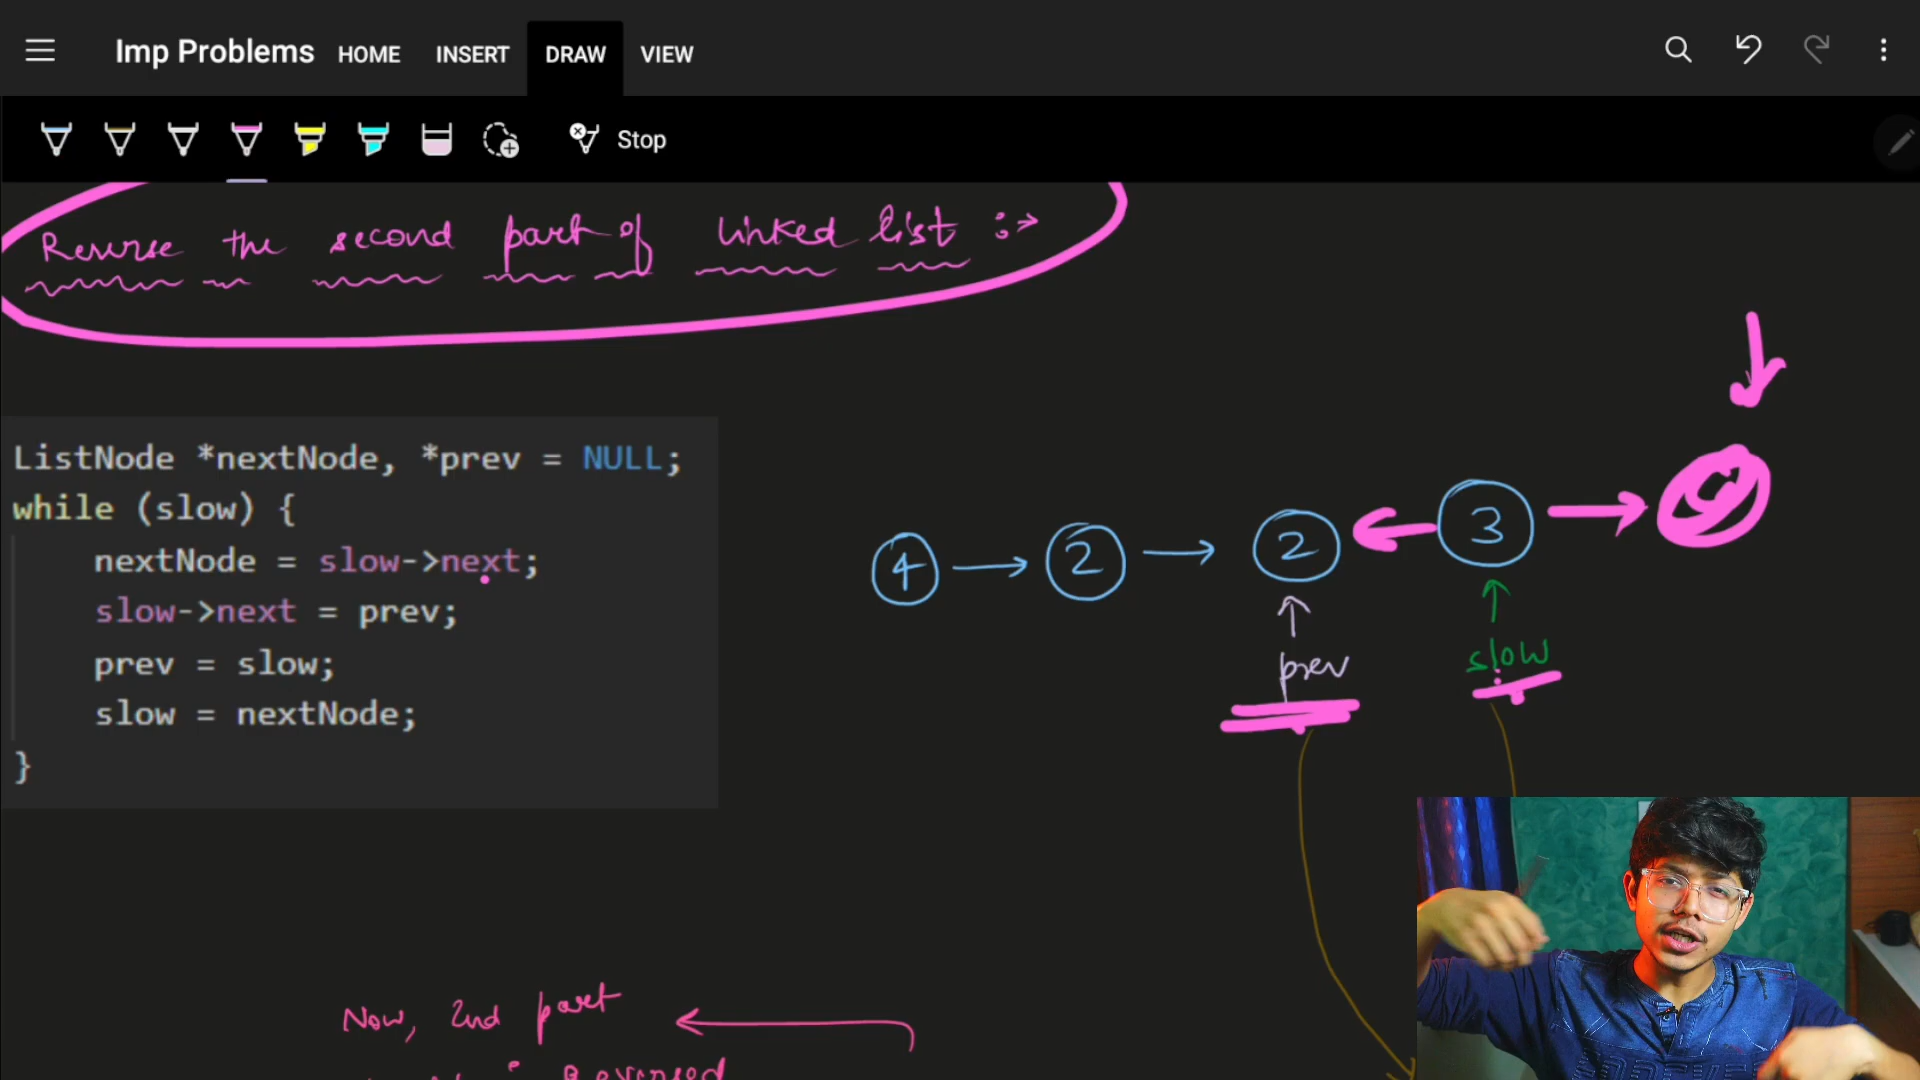 Imp Problems HOME INSERT DRAW VIEW
Stop
Reverse the second part of linked list :->
ListNode *nextNode, *prev = NULL;
while (slow) {
nextNode = slow->next;
slow->next = prev;
prev = slow;
slow = nextNode;
}
4 → 2 → 2 ← 3 →
prev slow
Now, 2nd part
Reversed